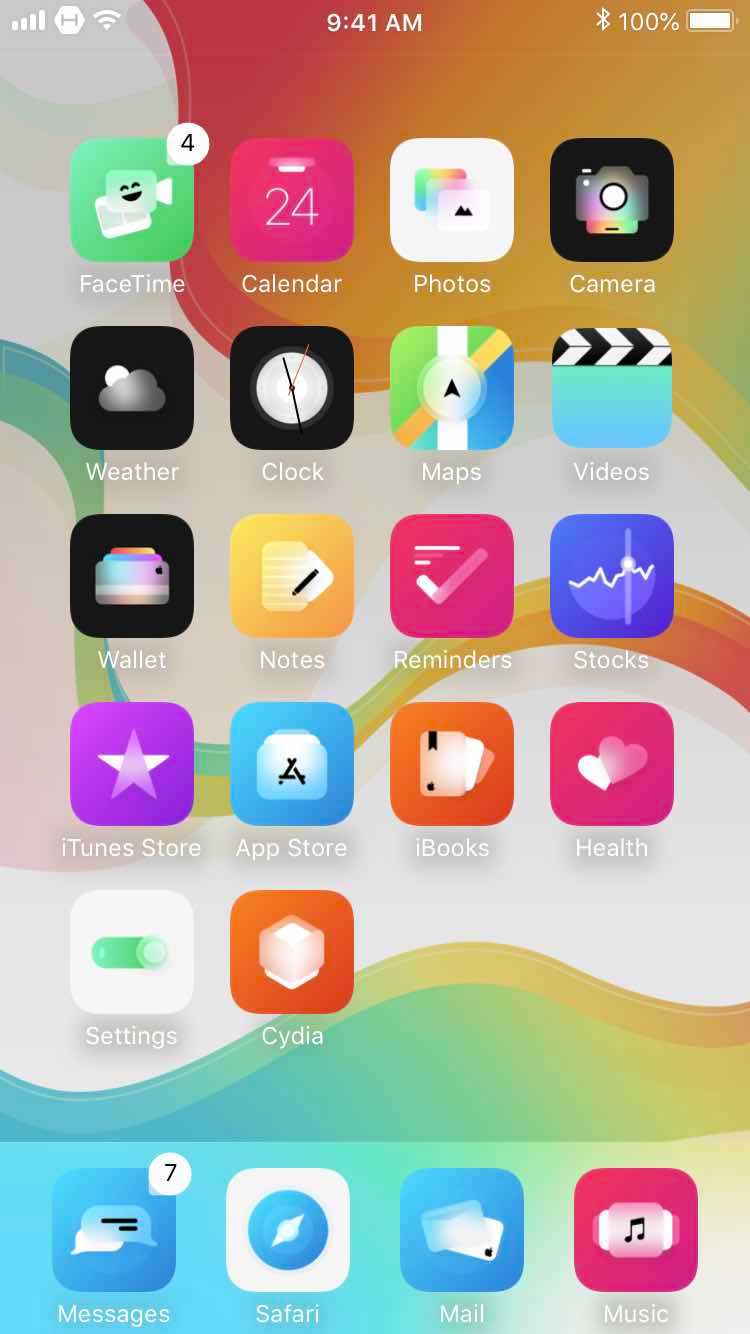 9:41 AM 100%
4
24
FaceTime Calendar Photos Camera
Weather Clock Maps Videos
Wallet Notes Reminders Stocks
iTunes Store App Store iBooks Health
Settings Cydia
7
Messages Safari Mail Music